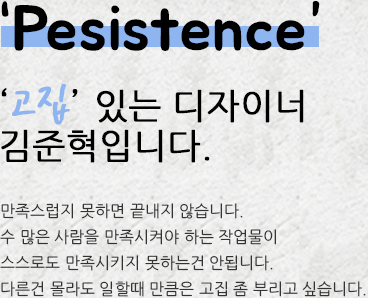 'Pesistence'
'고집' 있는 디자이너
김준혁입니다.
만족스럽지 못하면 끝내지 않습니다.
수 많은 사람을 만족시켜야 하는 작업물이
스스로도 만족시키지 못하는건 안됩니다.
다른건 몰라도 일할때 만큼은 고집 좀 부리고 싶습니다.